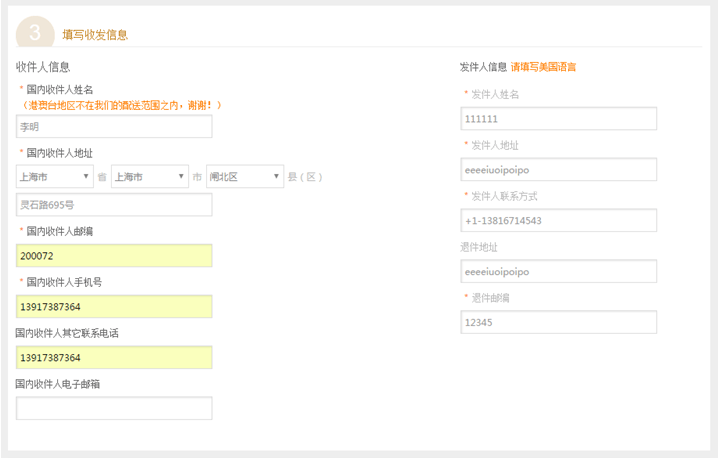 3 填写收发信息
收件人信息
* 国内收件人姓名
（港澳台地区不在我们的配送范围之内，谢谢！）
李明
* 国内收件人地址
上海市 省 上海市 市 闸北区 县（区）
灵石路695号
* 国内收件人邮编
200072
* 国内收件人手机号
13917387364
国内收件人其它联系电话
13917387364
国内收件人电子邮箱
发件人信息 请填写美国语言
* 发件人姓名
111111
* 发件人地址
eeeeiuoipoipo
* 发件人联系方式
+1-13816714543
退件地址
eeeeiuoipoipo
* 退件邮编
12345